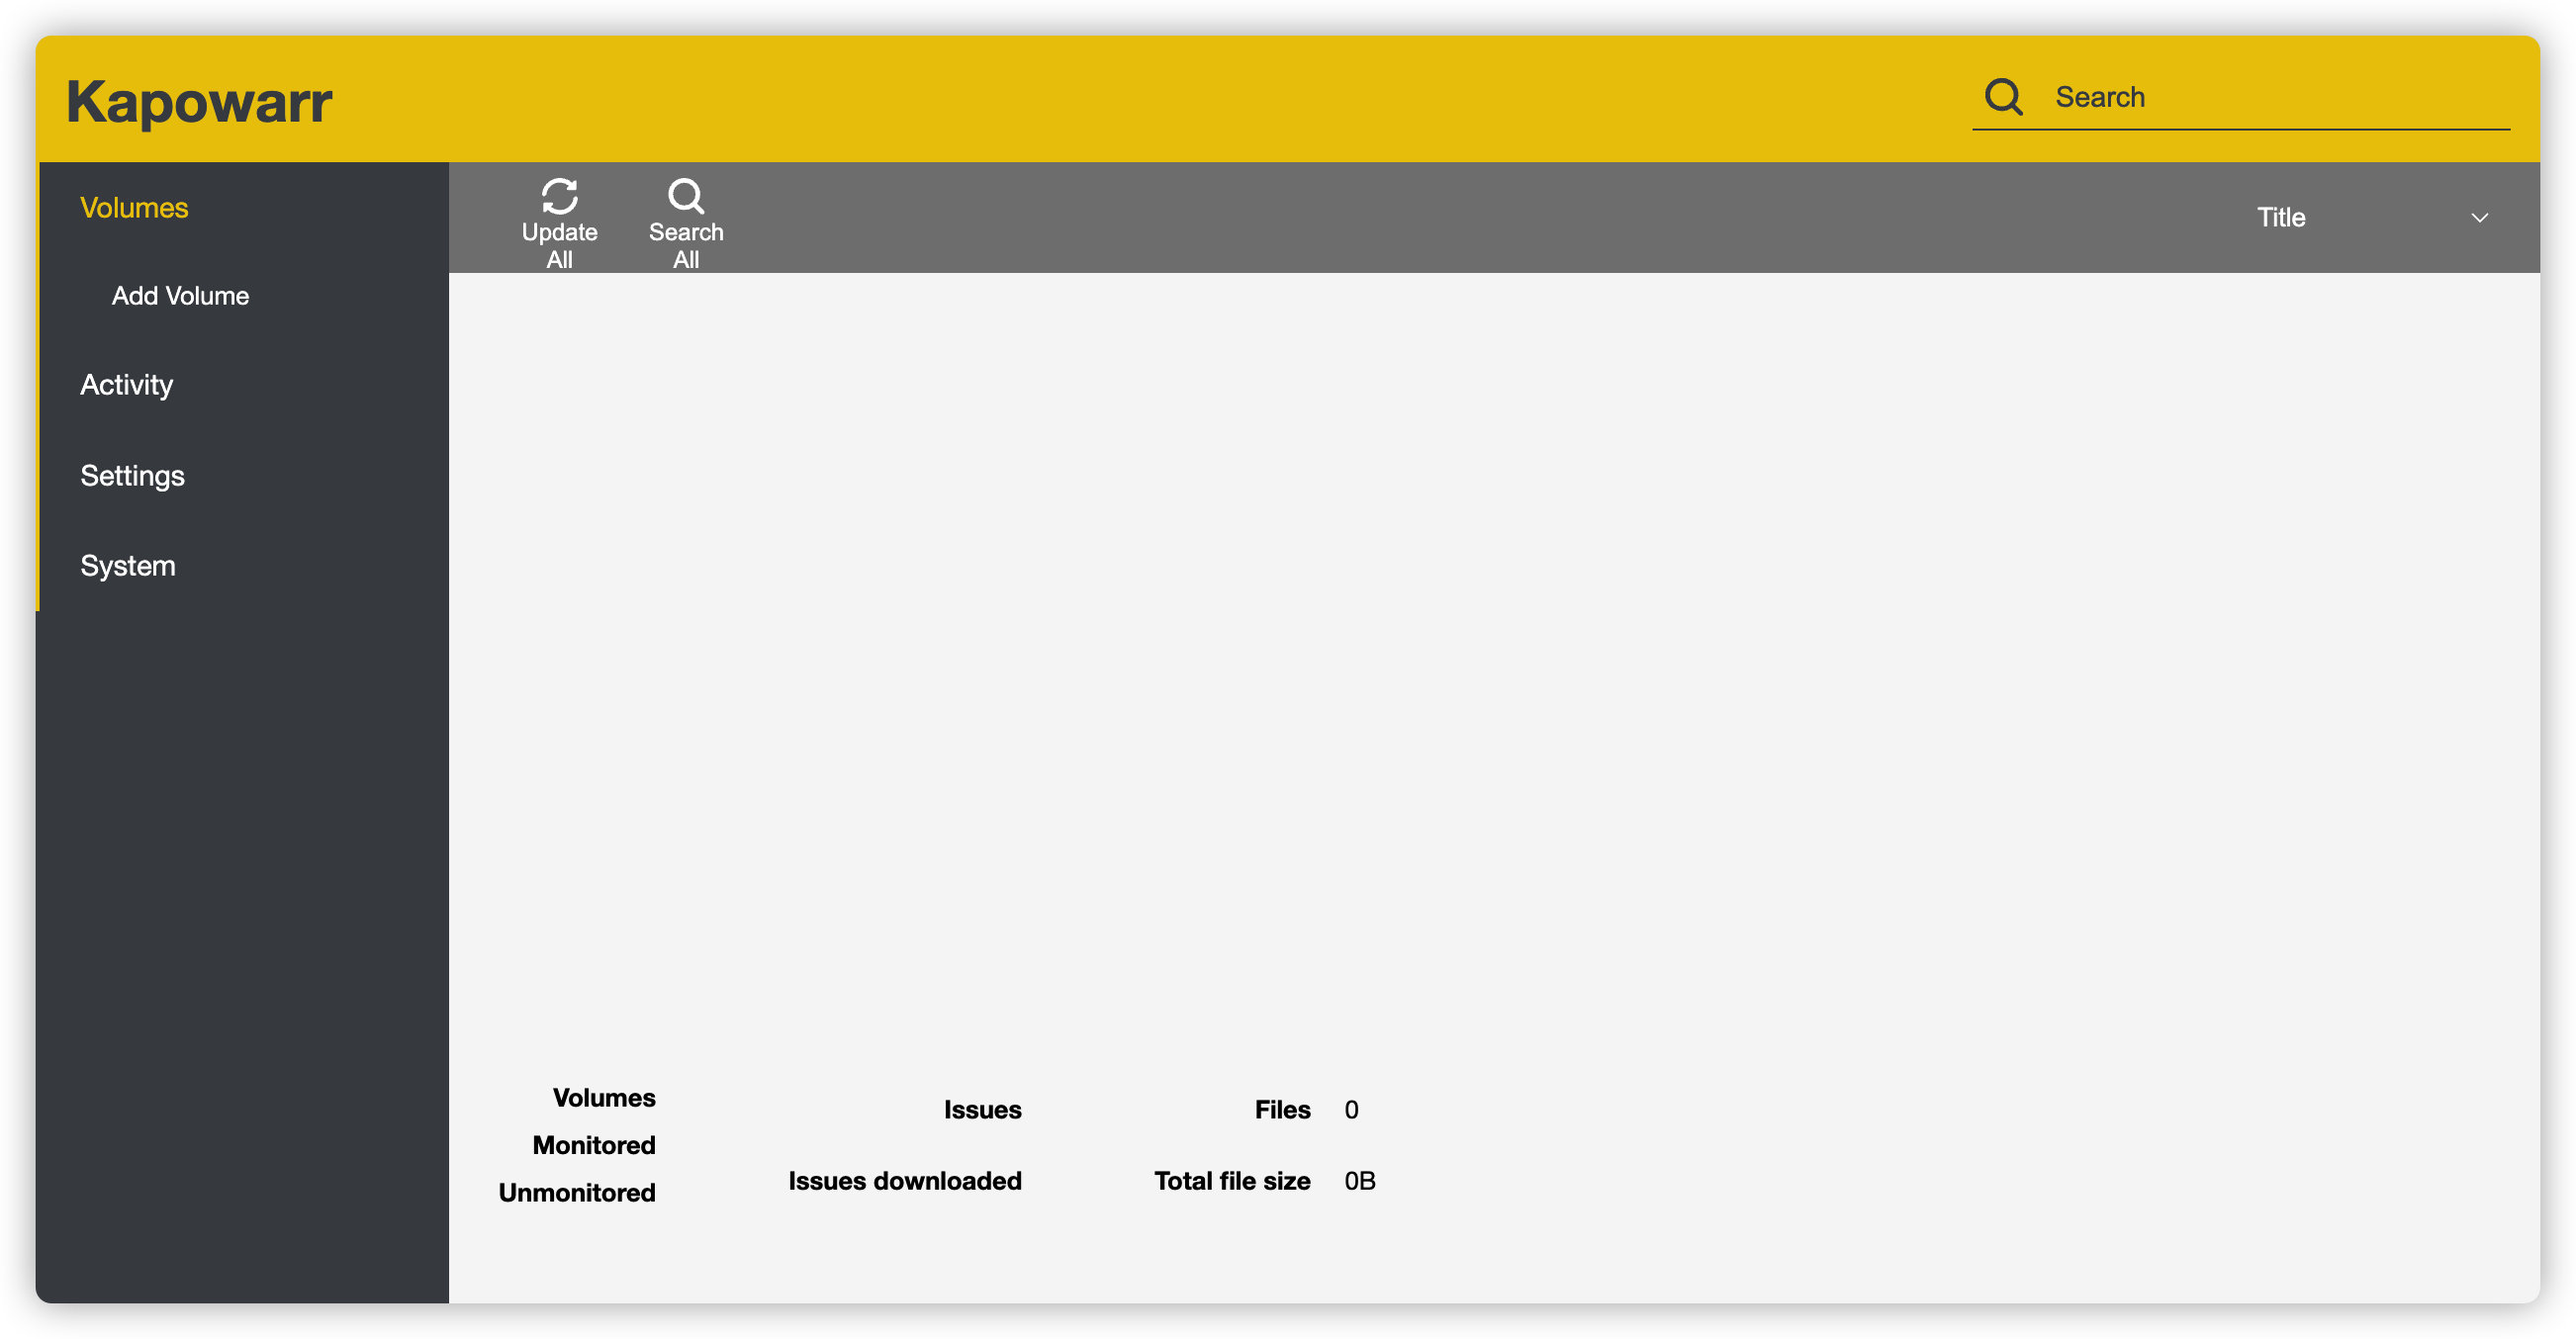 Kapowarr
Search
Volumes
Add Volume
Activity
Settings
System
Update
All
Search
All
Title
Volumes
Monitored
Unmonitored
Issues
Issues downloaded
Files 0
Total file size 0B